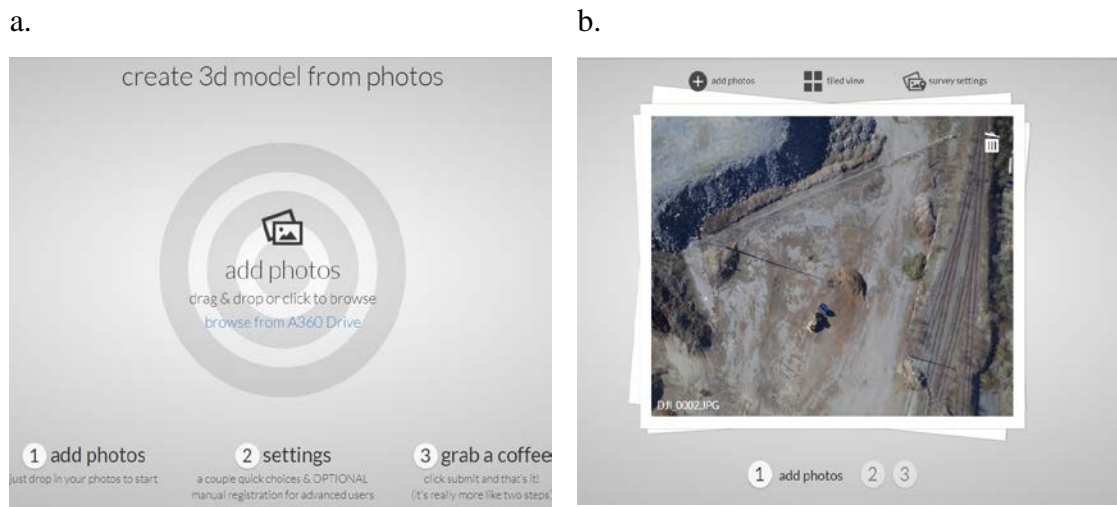 a.
create 3d model from photos
add photos
drag & drop or click to browse
browse from A360 Drive
1 add photos
just drop in your photos to start
2 settings
a couple quick choices & OPTIONAL
manual registration for advanced users
3 grab a coffee
click submit and that's it!
(it's really more like two steps)
b.
add photos
tiled view
survey settings
DJI_0002.JPG
1 add photos 2 3